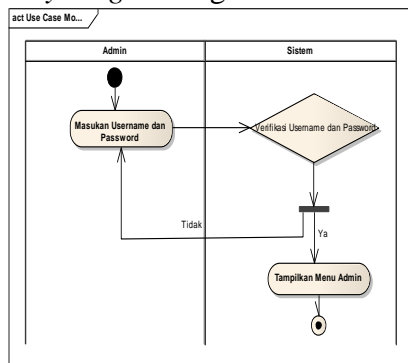 act Use Case Mo...
Admin
Sistem
Masukan Username dan
Password
Verifikasi Username dan Password
Tidak
Ya
Tampilkan Menu Admin